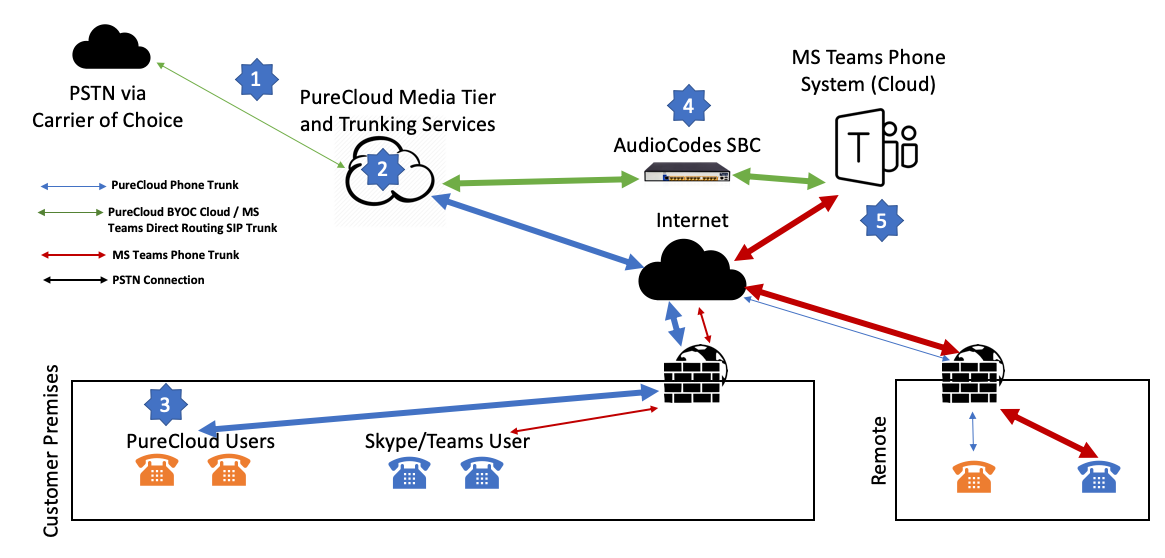 PSTN via
Carrier of Choice
1
PureCloud Media Tier
and Trunking Services
2
4
AudioCodes SBC
MS Teams Phone
System (Cloud)
T
5
PureCloud Phone Trunk
PureCloud BYOC Cloud / MS
Teams Direct Routing SIP Trunk
MS Teams Phone Trunk
PSTN Connection
Internet
Customer Premises
3
PureCloud Users
Skype/Teams User
Remote